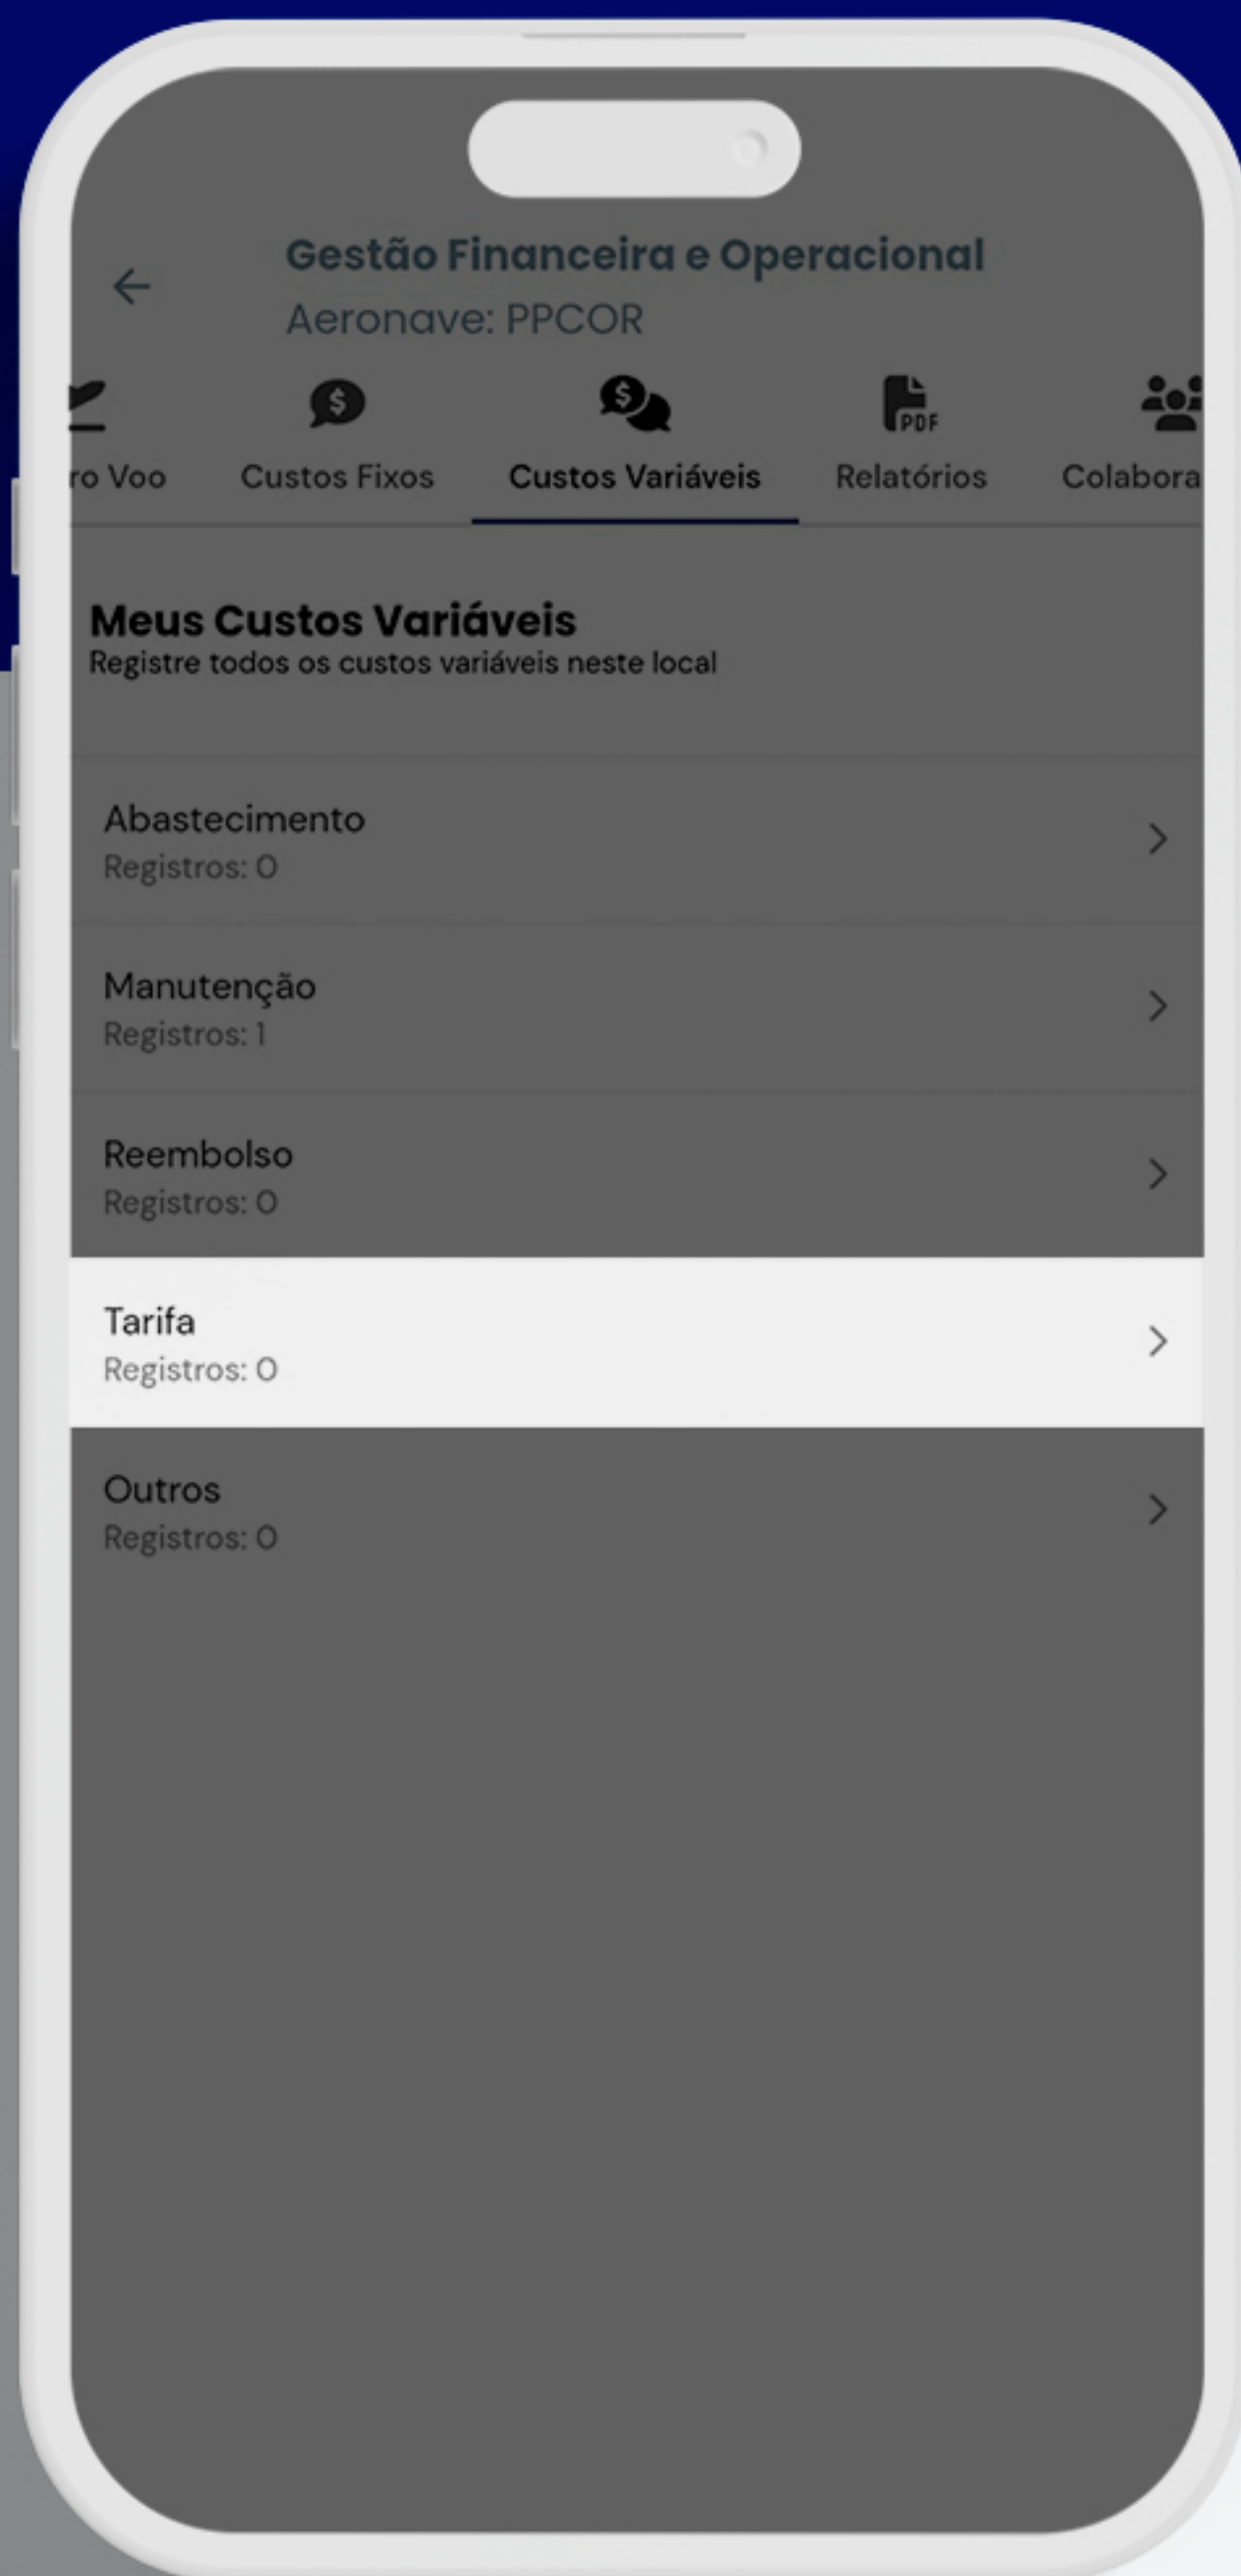 Gestão Financeira e Operacional
Aeronave: PPCOR
ro Voo Custos Fixos Custos Variáveis Relatórios Colabora
PDF
Meus Custos Variáveis
Registre todos os custos variáveis neste local
Abastecimento
Registros: 0
Manutenção
Registros: 1
Reembolso
Registros: 0
Tarifa
Registros: 0
Outros
Registros: 0